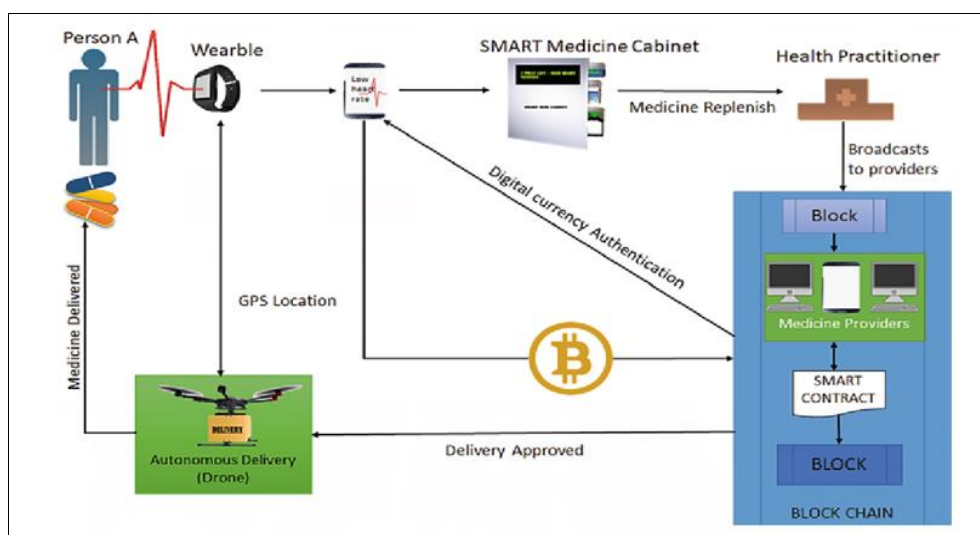 Person A
Wearble
SMART Medicine Cabinet
Health Practitioner
Low
heart
rate
Medicine Replenish
Broadcasts
to providers
Block
Digital currency Authentication
Medicine Providers
GPS Location
Medicine Delivered
SMART
CONTRACT
DELIVERY
Autonomous Delivery
(Drone)
Delivery Approved
BLOCK
BLOCK CHAIN